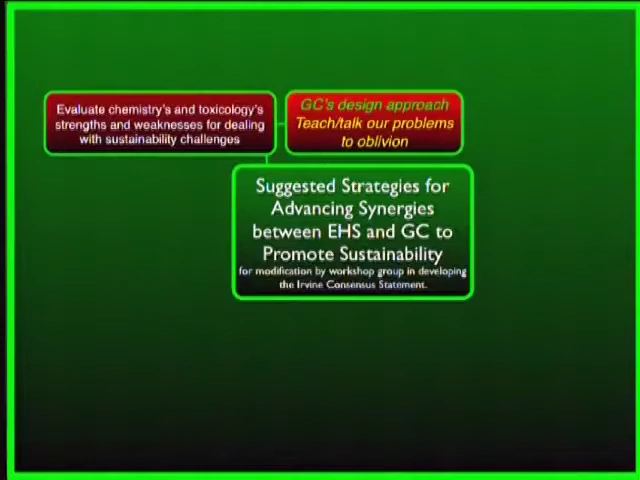 Evaluate chemistry's and toxicology's
strengths and weaknesses for dealing
with sustainability challenges
GC's design approach
Teach/talk our problems
to oblivion
Suggested Strategies for
Advancing Synergies
between EHS and GC to
Promote Sustainability
for modification by workshop group in developing
the Irvine Consensus Statement.